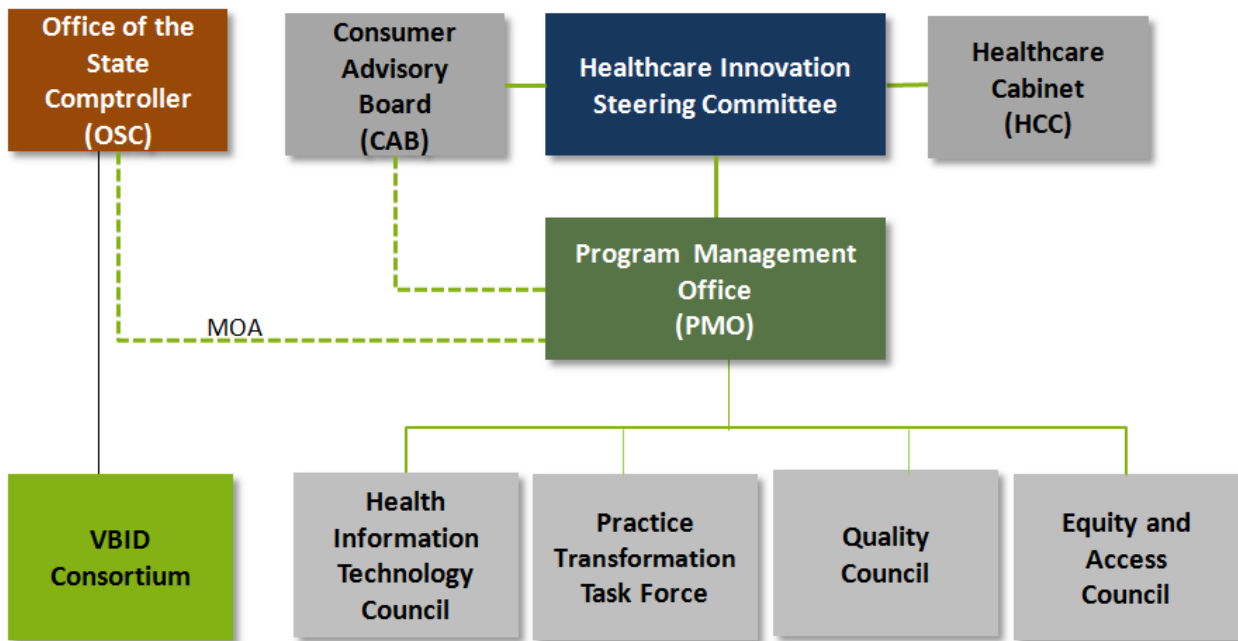 Office of the
State
Comptroller
(OSC)
Consumer
Advisory
Board
(CAB)
Healthcare Innovation
Steering Committee
Healthcare
Cabinet
(HCC)
Program Management
Office
(PMO)
MOA
VBID
Consortium
Health
Information
Technology
Council
Practice
Transformation
Task Force
Quality
Council
Equity and
Access
Council